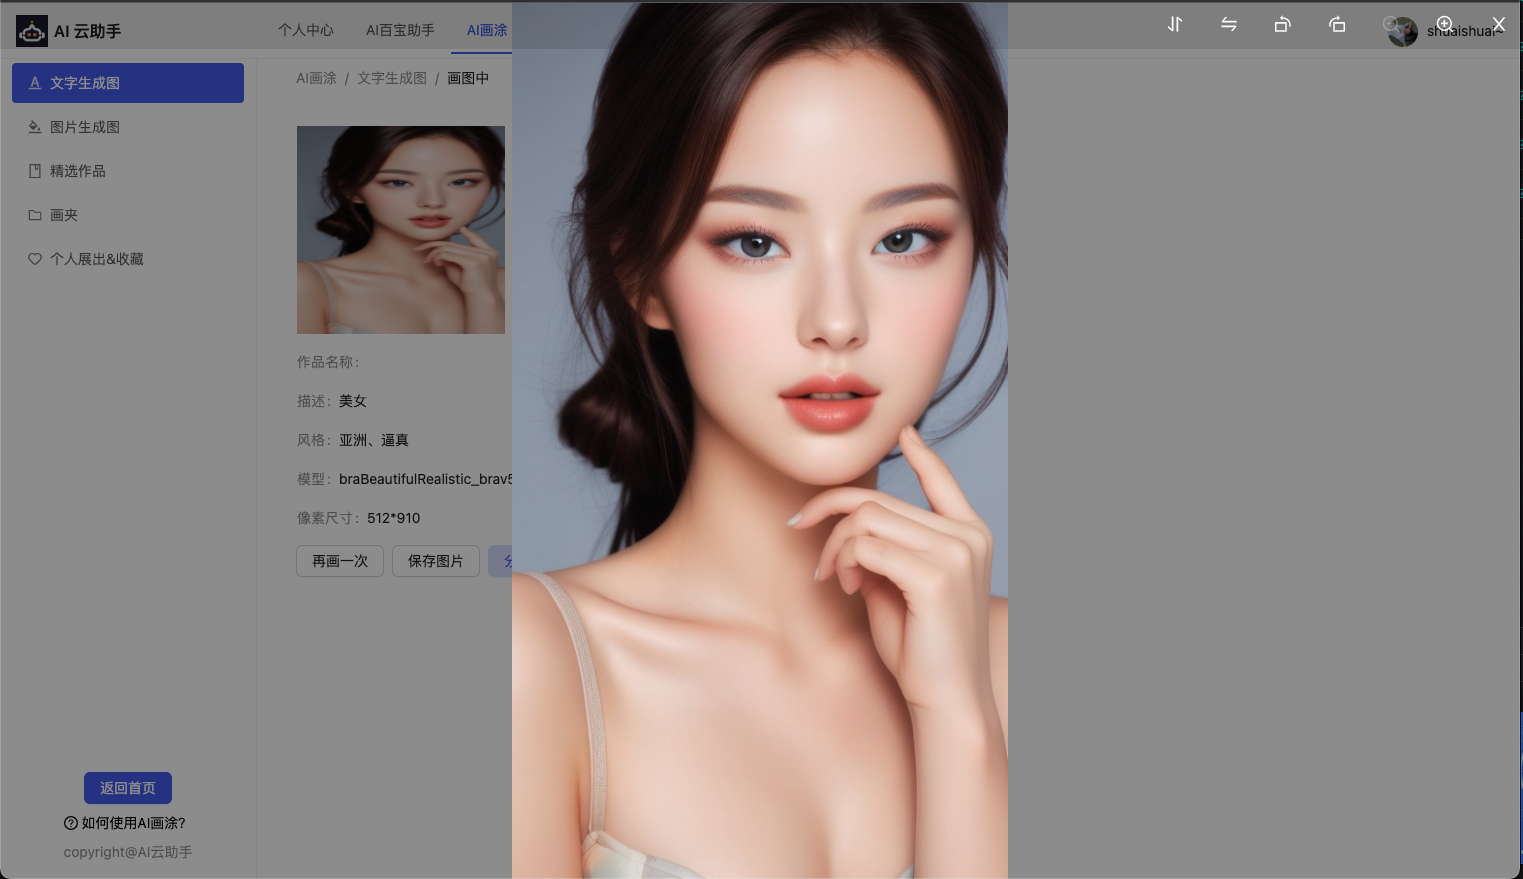 AI 云助手
个人中心
AI百宝助手
AI画涂
shuaishuai
文字生成图
图片生成图
精选作品
画夹
个人展出&收藏
AI画涂 / 文字生成图 / 画图中
作品名称：
描述：美女
风格：亚洲、逼真
模型：braBeautifulRealistic_brav5
像素尺寸：512*910
再画一次
保存图片
返回首页
如何使用AI画涂?
copyright@AI云助手